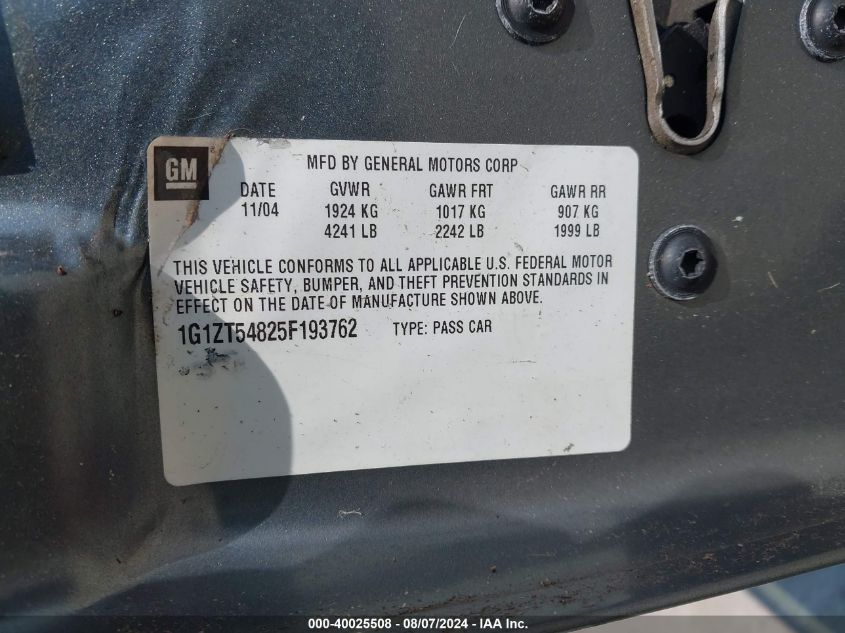 GM
MFD BY GENERAL MOTORS CORP
DATE GVWR GAWR FRT GAWR RR
11/04 1924 KG 1017 KG 907 KG
4241 LB 2242 LB 1999 LB
THIS VEHICLE CONFORMS TO ALL APPLICABLE U.S. FEDERAL MOTOR
VEHICLE SAFETY, BUMPER, AND THEFT PREVENTION STANDARDS IN
EFFECT ON THE DATE OF MANUFACTURE SHOWN ABOVE.
1G1ZT54825F193762 TYPE: PASS CAR
000-40025508 - 08/07/2024 - IAAI.com